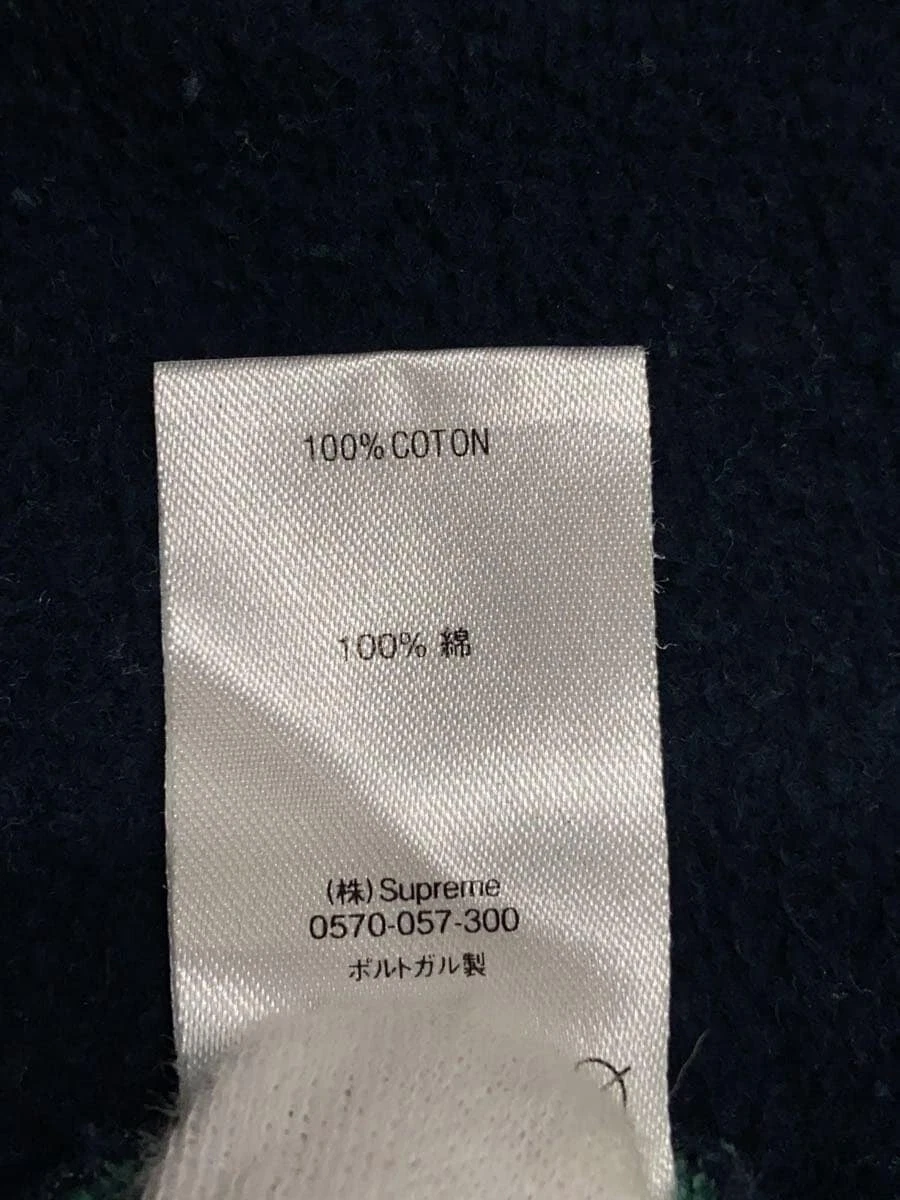 100% COTON
100% 綿
(株) Supreme
0570-057-300
ポルトガル製